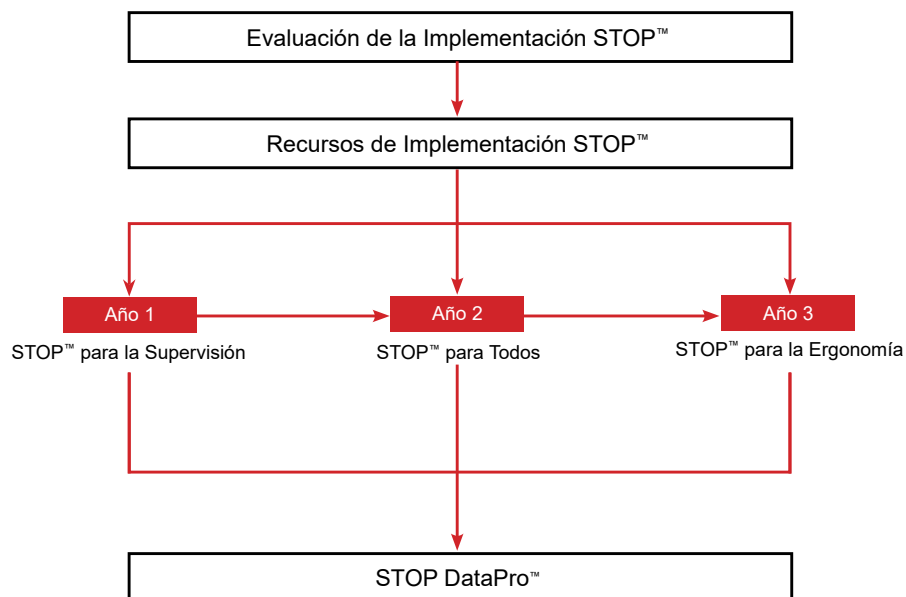 Evaluación de la Implementación STOP™
Recursos de Implementación STOP™
Año 1
Año 2
Año 3
STOP™ para la Supervisión
STOP™ para Todos
STOP™ para la Ergonomía
STOP DataPro™